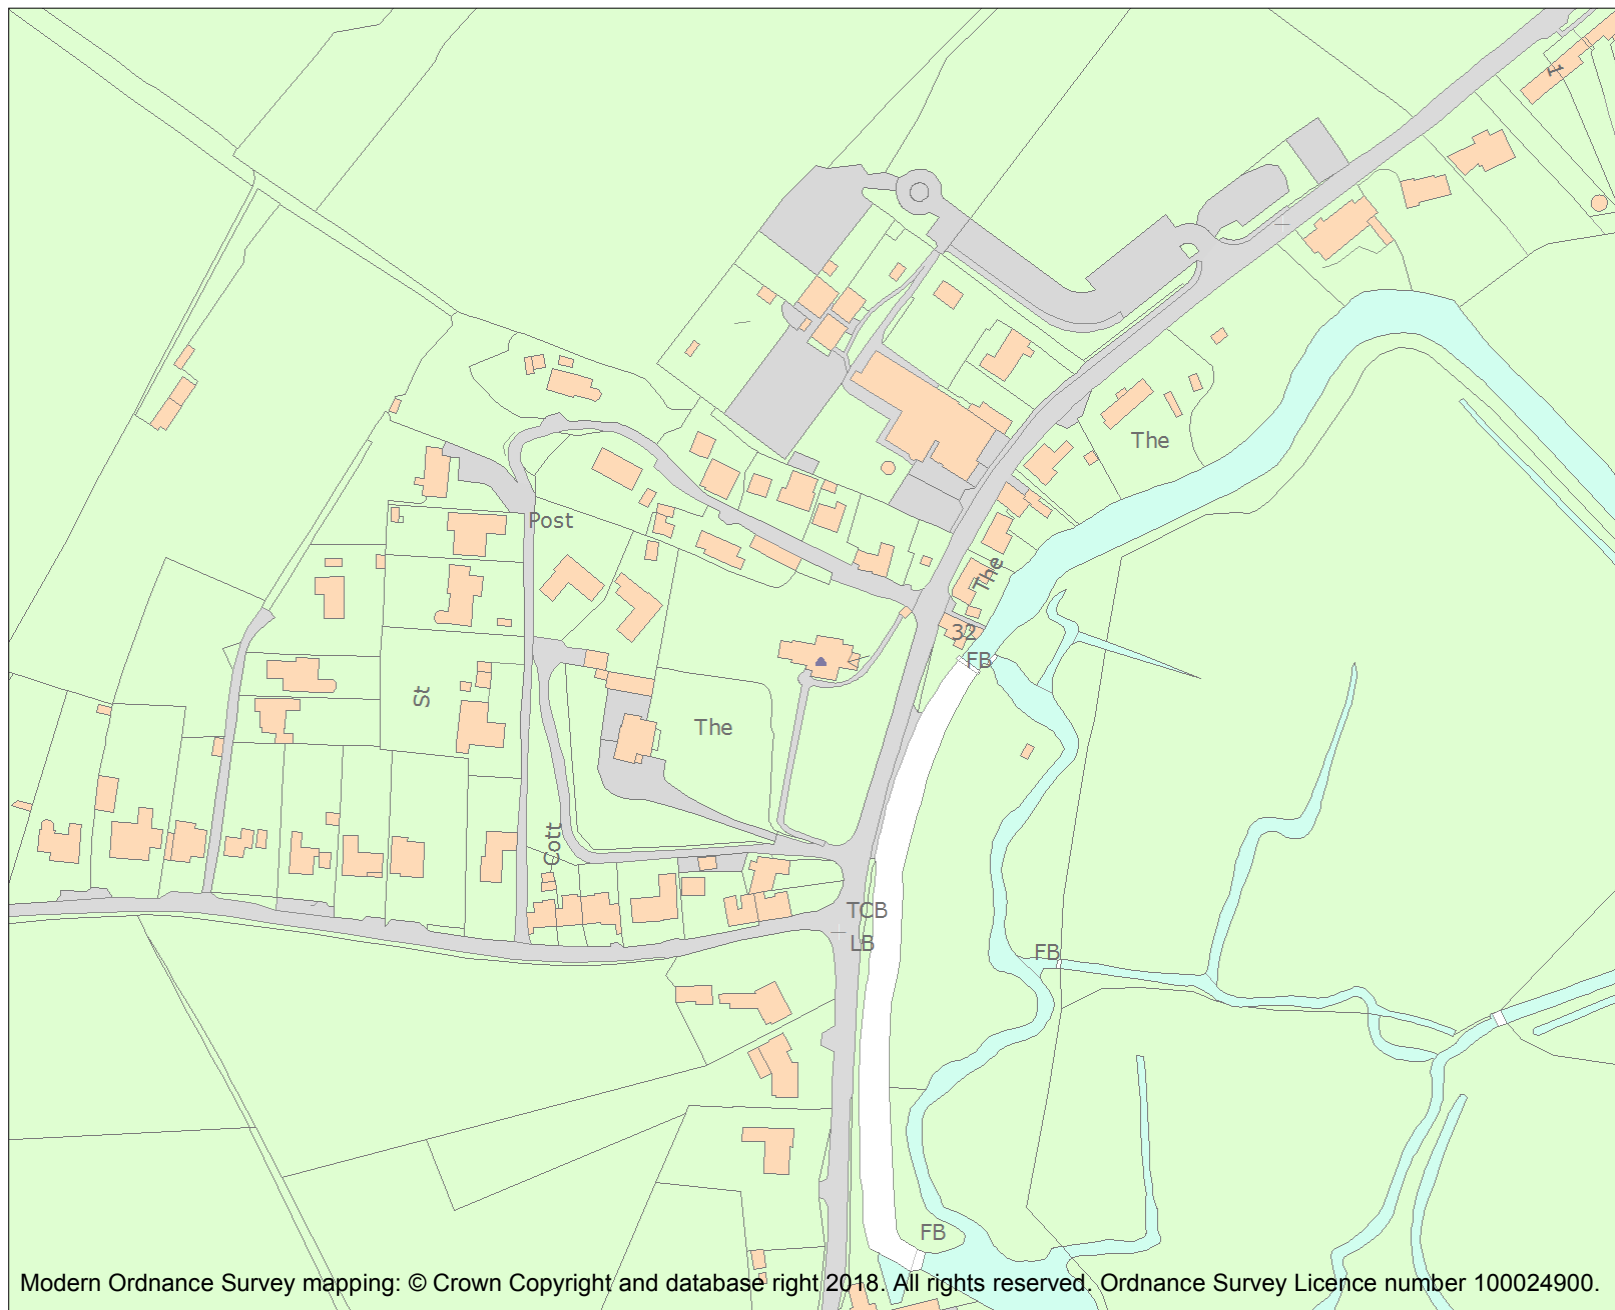 1
The
Post
The
32
FB
St
The
Cott
TCB
LB
FB
FB
Modern Ordnance Survey mapping: © Crown Copyright and database right 2018. All rights reserved. Ordnance Survey Licence number 100024900.